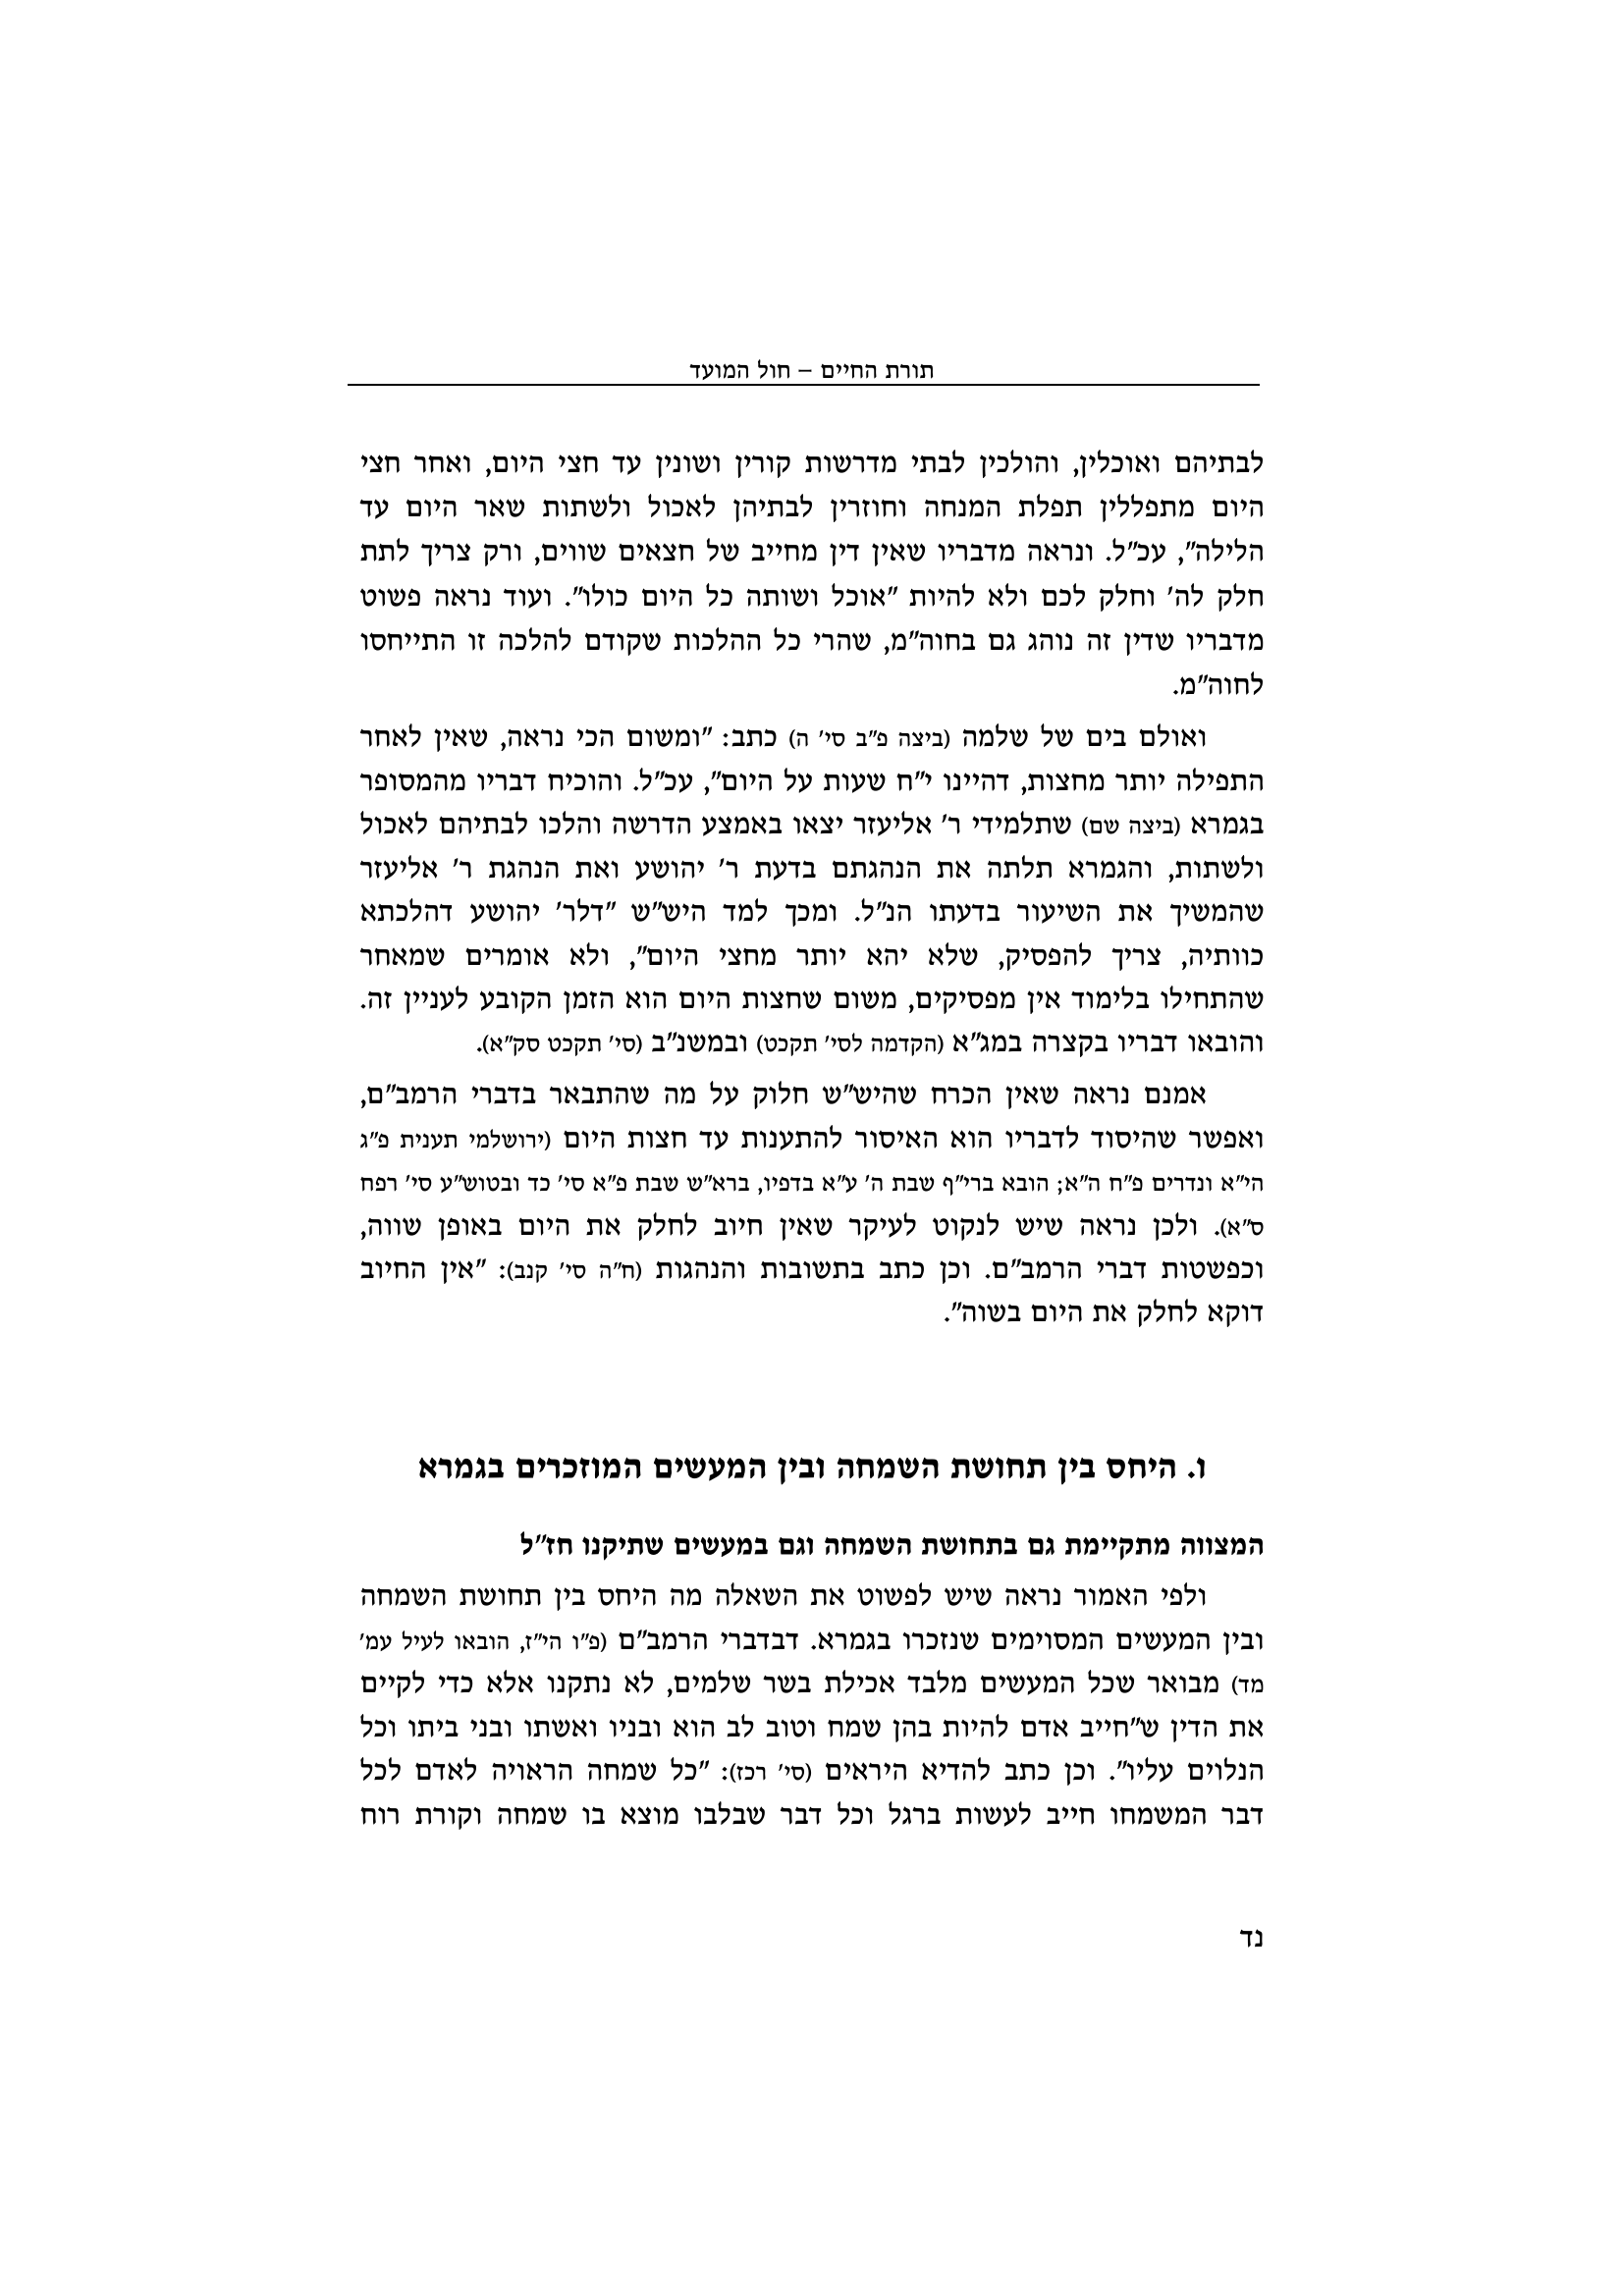 תורת החיים – חול המועד
לבתיהם ואוכלין, והולכין לבתי מדרשות קורין ושונין עד חצי היום, ואחר חצי
היום מתפללין תפלת המנחה וחוזרין לבתיהן לאכול ולשתות שאר היום עד
הלילה", עכ"ל. ונראה מדבריו שאין דין מחייב של חצאים שווים, ורק צריך לתת
חלק לה' וחלק לכם ולא להיות "אוכל ושותה כל היום כולו". ועוד נראה פשוט
מדבריו שדין זה נוהג גם בחוה"מ, שהרי כל ההלכות שקודם להלכה זו התייחסו
לחוה"מ.
ואולם בים של שלמה (ביצה פ"ב סי' ה) כתב: "ומשום הכי נראה, שאין לאחר
התפילה יותר מחצות, דהיינו י"ח שעות על היום", עכ"ל. והוכיח דבריו מהמסופר
בגמרא (ביצה שם) שתלמידי ר' אליעזר יצאו באמצע הדרשה והלכו לבתיהם לאכול
ולשתות, והגמרא תלתה את הנהגתם בדעת ר' יהושע ואת הנהגת ר' אליעזר
שהמשיך את השיעור בדעתו הנ"ל. ומכך למד היש"ש "דלר' יהושע דהלכתא
כוותיה, צריך להפסיק, שלא יהא יותר מחצי היום", ולא אומרים שמאחר
שהתחילו בלימוד אין מפסיקים, משום שחצות היום הוא הזמן הקובע לעניין זה.
והובאו דבריו בקצרה במג"א (הקדמה לסי' תקכט) ובמשנ"ב (סי' תקכט סק"א).
אמנם נראה שאין הכרח שהיש"ש חלוק על מה שהתבאר בדברי הרמב"ם,
ואפשר שהיסוד לדבריו הוא האיסור להתענות עד חצות היום (ירושלמי תענית פ"ג
הי"א ונדרים פ"ח ה"א; הובא ברי"ף שבת ה' ע"א בדפיו, ברא"ש שבת פ"א סי' כד ובטוש"ע סי' רפח
ס"א). ולכן נראה שיש לנקוט לעיקר שאין חיוב לחלק את היום באופן שווה,
וכפשטות דברי הרמב"ם. וכן כתב בתשובות והנהגות (ח"ה סי' קנב): "אין החיוב
דוקא לחלק את היום בשוה".
ו. היחס בין תחושת השמחה ובין המעשים המוזכרים בגמרא
המצווה מתקיימת גם בתחושת השמחה וגם במעשים שתיקנו חז"ל
ולפי האמור נראה שיש לפשוט את השאלה מה היחס בין תחושת השמחה
ובין המעשים המסוימים שנזכרו בגמרא. דבדברי הרמב"ם (פ"ו הי"ז, הובאו לעיל עמ'
מד) מבואר שכל המעשים מלבד אכילת בשר שלמים, לא נתקנו אלא כדי לקיים
את הדין ש"חייב אדם להיות בהן שמח וטוב לב הוא ובניו ואשתו ובני ביתו וכל
הנלוים עליו". וכן כתב להדיא היראים (סי' רכז): "כל שמחה הראויה לאדם לכל
דבר המשמחו חייב לעשות ברגל וכל דבר שבלבו מוצא בו שמחה וקורת רוח
נד